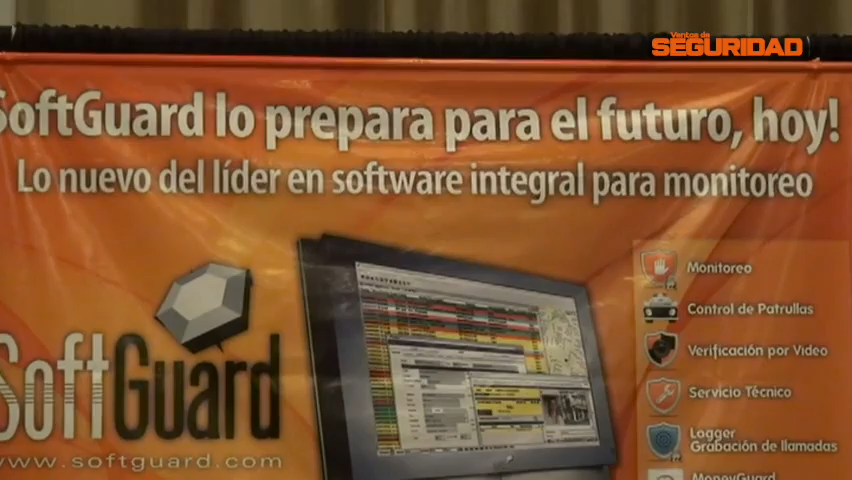 Ventas de
SEGURIDAD
SoftGuard lo prepara para el futuro, hoy!
Lo nuevo del líder en software integral para monitoreo
Monitoreo
Control de Patrullas
Verificación por Video
Servicio Técnico
Logger
Grabación de llamadas
MoneyGuard
SoftGuard
www.softguard.com